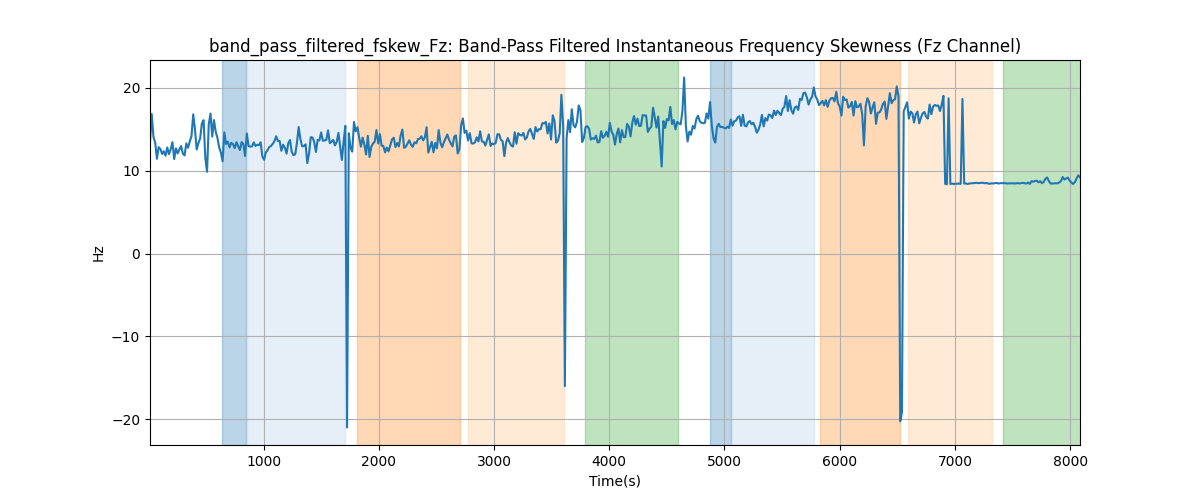 band_pass_filtered_fskew_Fz: Band-Pass Filtered Instantaneous Frequency Skewness (Fz Channel)
20
10
0
−10
−20
Hz
1000 2000 3000 4000 5000 6000 7000 8000
Time(s)